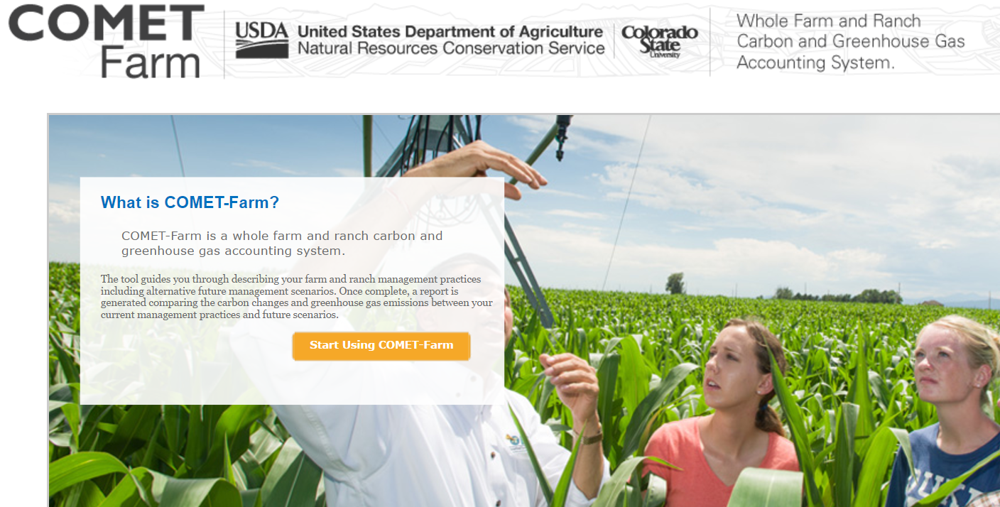 COMET
Farm
USDA
United States Department of Agriculture
Natural Resources Conservation Service
Colorado
State
University
Whole Farm and Ranch
Carbon and Greenhouse Gas
Accounting System.
What is COMET-Farm?
COMET-Farm is a whole farm and ranch carbon and
greenhouse gas accounting system.
The tool guides you through describing your farm and ranch management practices
including alternative future management scenarios. Once complete, a report is
generated comparing the carbon changes and greenhouse gas emissions between your
current management practices and future scenarios.
Start Using COMET-Farm